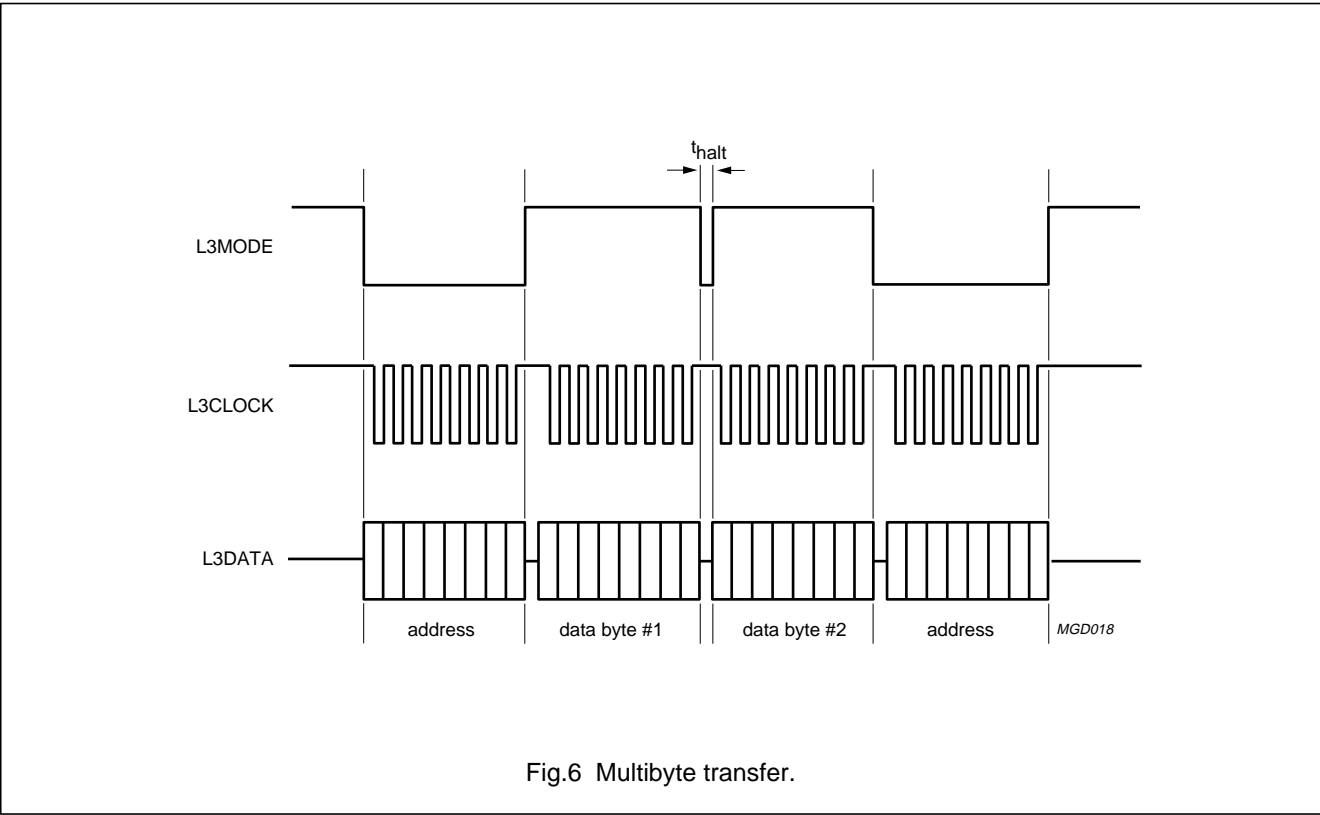 thalt
L3MODE
L3CLOCK
L3DATA
address
data byte #1
data byte #2
address
MGD018
Fig.6 Multibyte transfer.